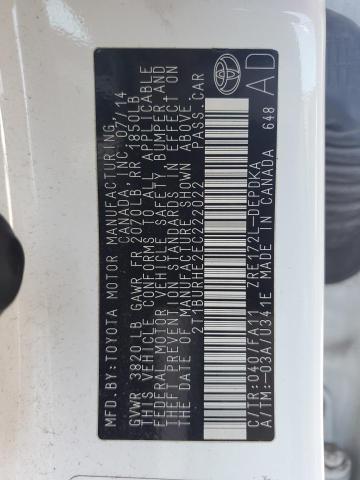 MFD.BY:TOYOTA MOTOR MANUFACTURING,
CANADA, INC. 07/14
GVWR 3820LB GAWR FR 2070LB RR 1850LB
THIS VEHICLE CONFORMS TO ALL APPLICABLE
FEDERAL MOTOR VEHICLE SAFETY BUMPER, AND
THEFT PREVENTION STANDARDS IN EFFECT ON
THE DATE OF MANUFACTURE SHOWN ABOVE.
2T1BURHE2EC222022 PASS.CAR
C/TR:040/FA11 ZRE172L-DEPDKA
A/TM:-03A/U341E MADE IN CANADA 648
AD